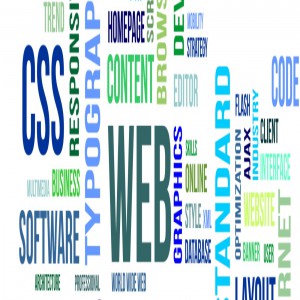 TREND
HOMEPAGE
MOBILITY
STRATEGY
CSS
CONTENT
EDITOR
CODE
FLASH
INDUSTRY
AJAX
CLIENT
WEB
GRAPHICS
SKILLS
ONLINE
OPTIMIZATION
INTERFACE
MULTIMEDIA
BUSINESS
STYLE
XML
WEBSITE
SOFTWARE
DATABASE
BANNER
USER
ARCHITECTURE
PROFESSIONAL
WORLD WIDE WEB
LAYOUT
STANDARD
TYPOGRAP
RESPONSI
BROWS
DEV
SCR
RNET